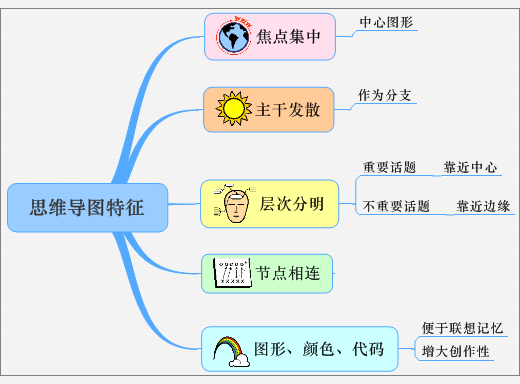 思维导图特征
焦点集中
中心图形
主干发散
作为分支
层次分明
重要话题 靠近中心
不重要话题 靠近边缘
节点相连
图形、颜色、代码
便于联想记忆
增大创作性